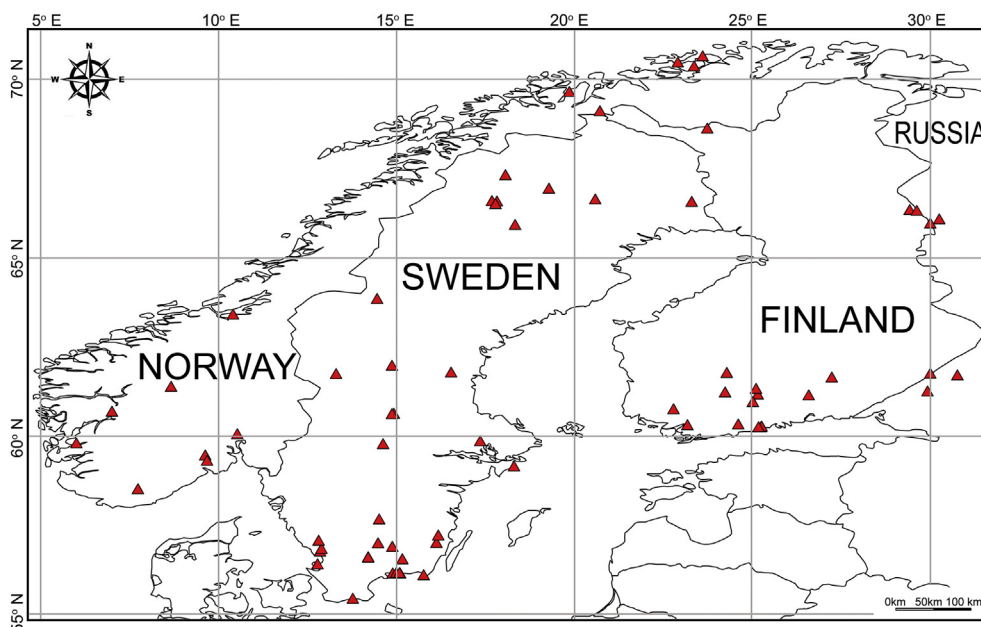 5° E 10° E 15° E 20° E 25° E 30° E
N
W E
S
70° N
RUSSIA
65° N
SWEDEN
FINLAND
NORWAY
60° N
55° N
0km 50km 100 km